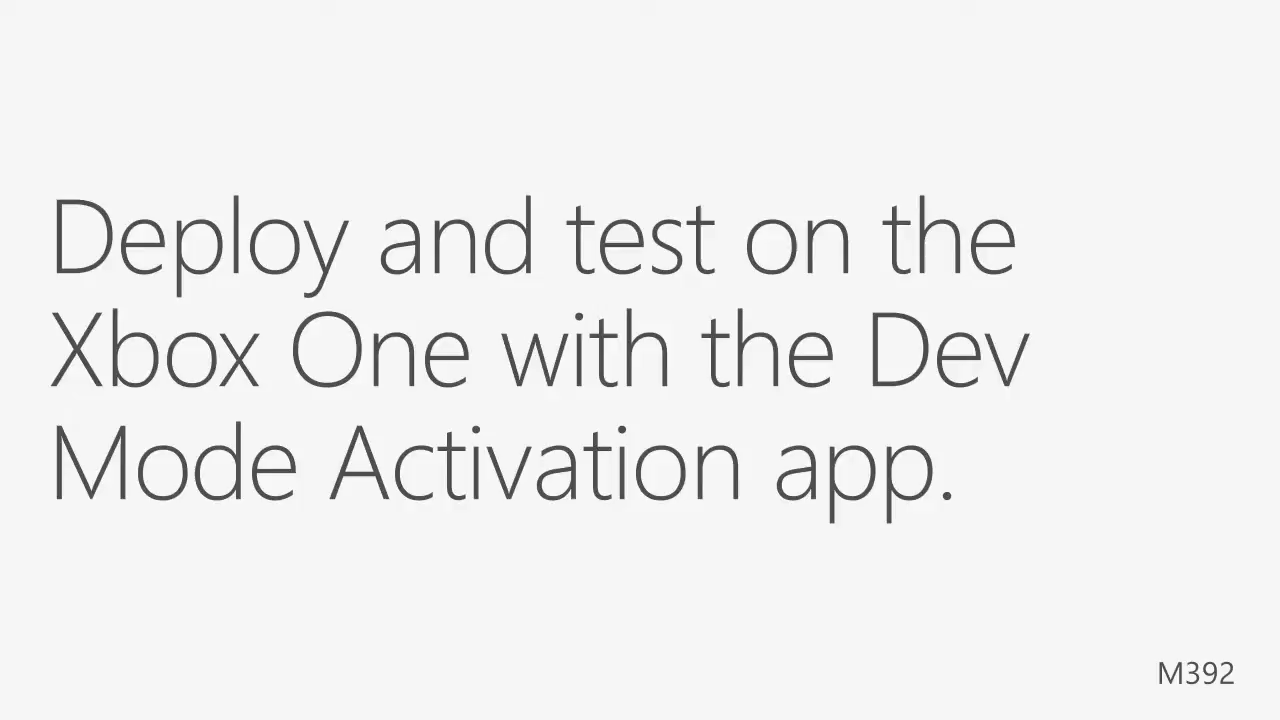 Deploy and test on the
Xbox One with the Dev
Mode Activation app.
M392